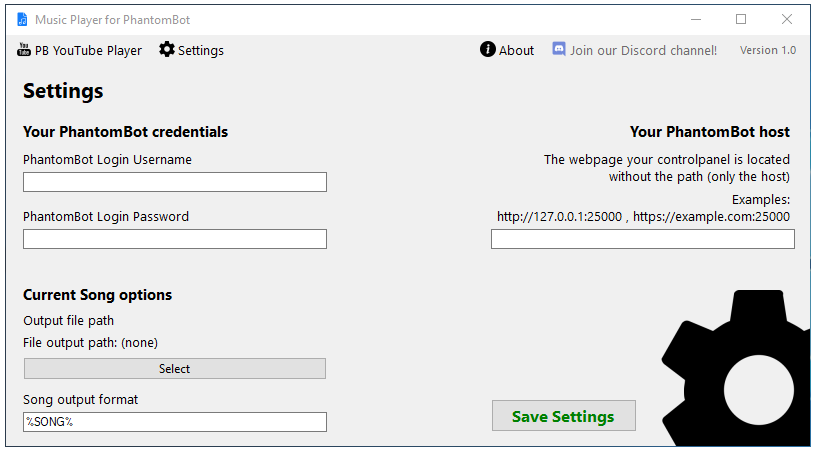 Music Player for PhantomBot
You Tube PB YouTube Player Settings About Join our Discord channel! Version 1.0
Settings
Your PhantomBot credentials
PhantomBot Login Username
PhantomBot Login Password
Your PhantomBot host
The webpage your controlpanel is located
without the path (only the host)
Examples:
http://127.0.0.1:25000 , https://example.com:25000
Current Song options
Output file path
File output path: (none)
Select
Song output format
%SONG%
Save Settings